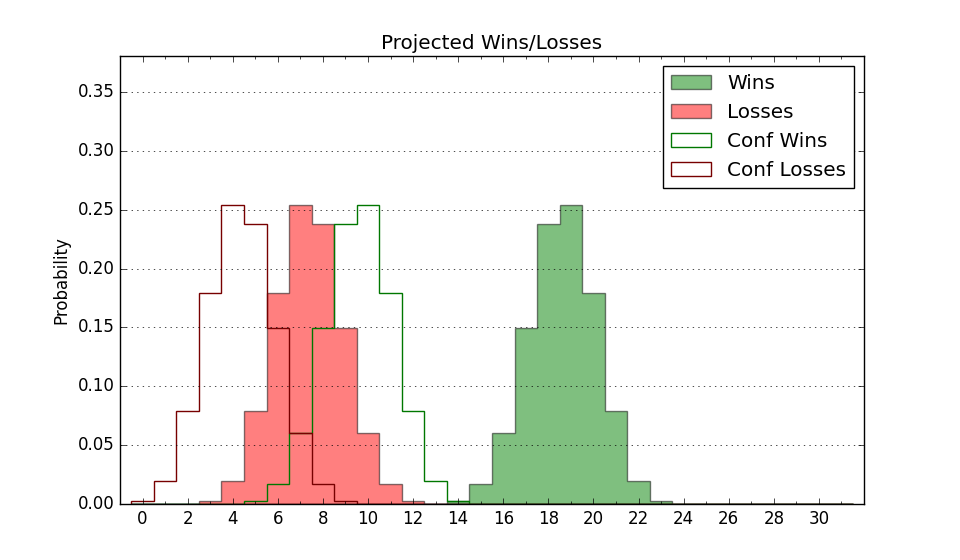 Projected Wins/Losses
Wins
Losses
Conf Wins
Conf Losses
Probability
0.35
0.30
0.25
0.20
0.15
0.10
0.05
0.00
0 2 4 6 8 10 12 14 16 18 20 22 24 26 28 30